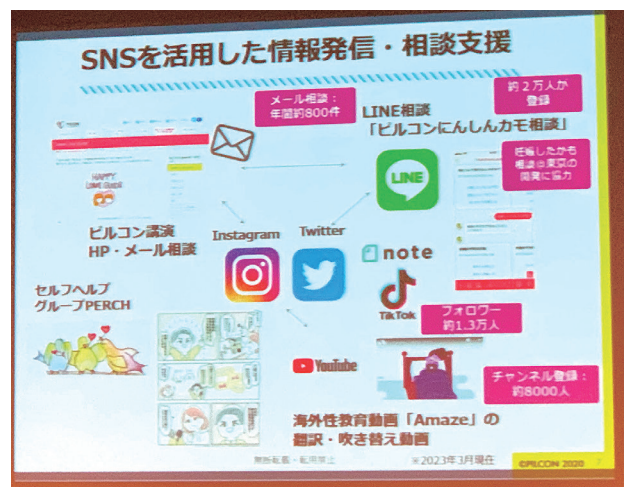 SNSを活用した情報発信・相談支援
メール相談：
年間約800件
LINE相談
「ピルコンにんしんカモ相談」
約２万人が
登録
妊娠したかも
相談＠東京の
開発に協力
HAPPY
LOVE Guide
LINE
ピルコン講演
HP・メール相談
Instagram
Twitter
note
TikTok
フォロワー
約1.3万人
セルフヘルプ
グループPERCH
YouTube
チャンネル登録：
約8000人
海外性教育動画「Amaze」の
翻訳・吹き替え動画
無断転載・転用禁止
※2023年3月現在
©PILCON 2020